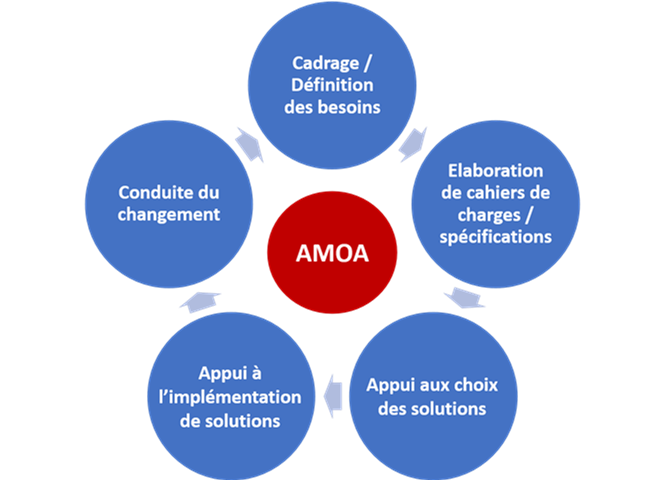 Cadrage /
Définition
des besoins
Elaboration
de cahiers de
charges /
spécifications
Appui aux choix
des solutions
Appui à
l’implémentation
de solutions
Conduite du
changement
AMOA